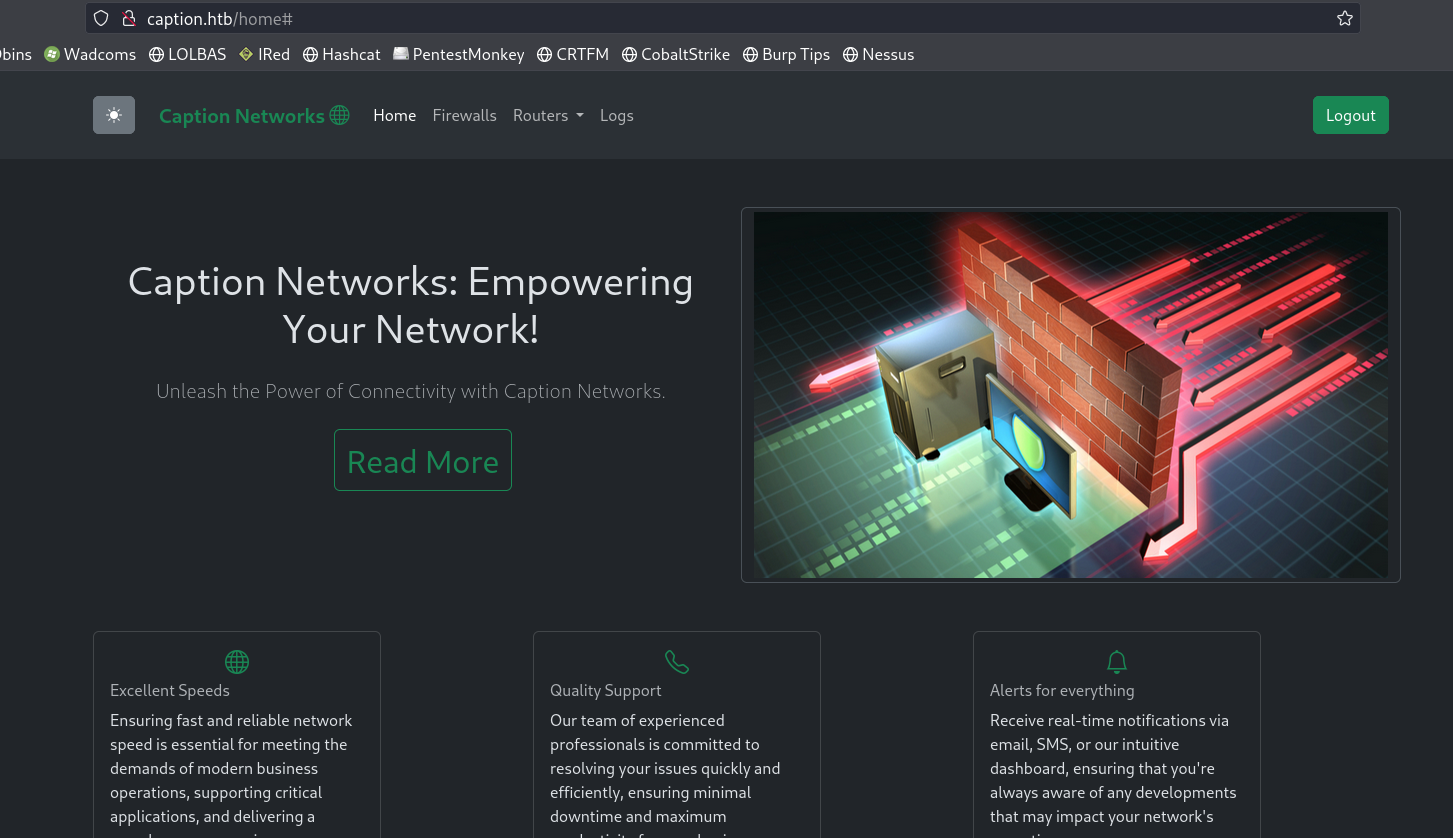 caption.htb/home#
bins Wadcoms LOLBAS IRed Hashcat PentestMonkey CRTFM CobaltStrike Burp Tips Nessus
Caption Networks Home Firewalls Routers Logs Logout
Caption Networks: Empowering
Your Network!
Unleash the Power of Connectivity with Caption Networks.
Read More
Excellent Speeds
Ensuring fast and reliable network
speed is essential for meeting the
demands of modern business
operations, supporting critical
applications, and delivering a
Quality Support
Our team of experienced
professionals is committed to
resolving your issues quickly and
efficiently, ensuring minimal
downtime and maximum
Alerts for everything
Receive real-time notifications via
email, SMS, or our intuitive
dashboard, ensuring that you're
always aware of any developments
that may impact your network's